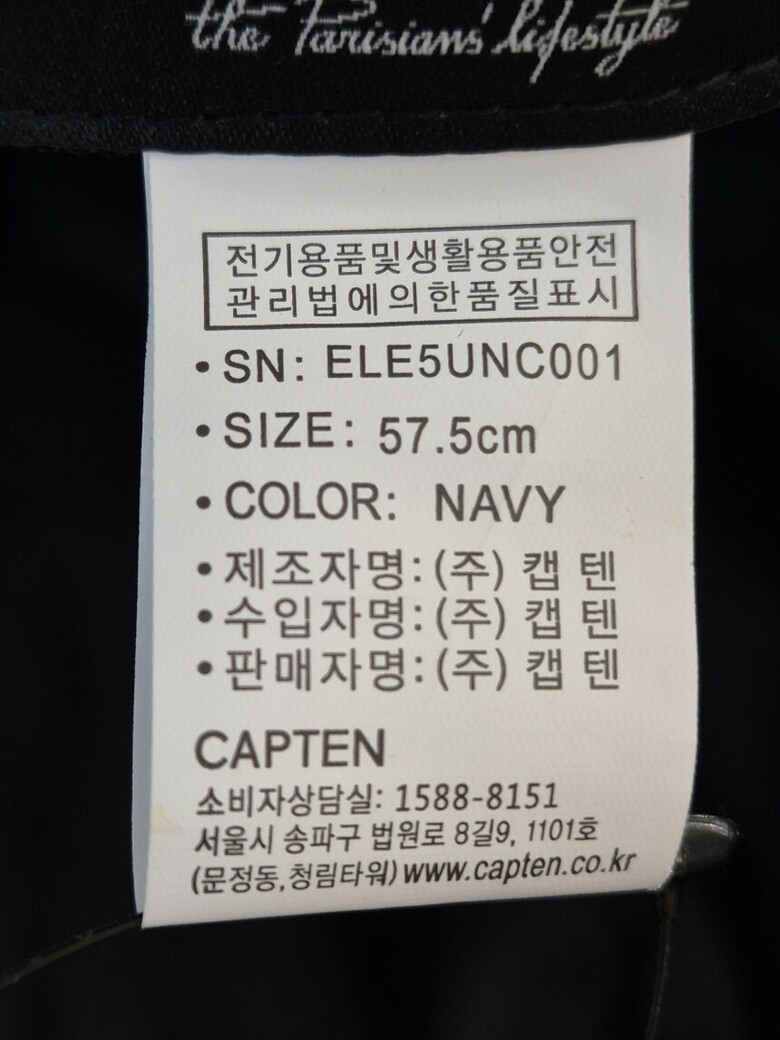 the Parisians' lifestyle
전기용품및생활용품안전
관리법에의한품질표시
• SN: ELE5UNC001
• SIZE: 57.5cm
• COLOR: NAVY
• 제조자명: (주) 캡 텐
• 수입자명: (주) 캡 텐
• 판매자명: (주) 캡 텐
CAPTEN
소비자상담실: 1588-8151
서울시 송파구 법원로 8길9, 1101호
(문정동,청림타워) www.capten.co.kr